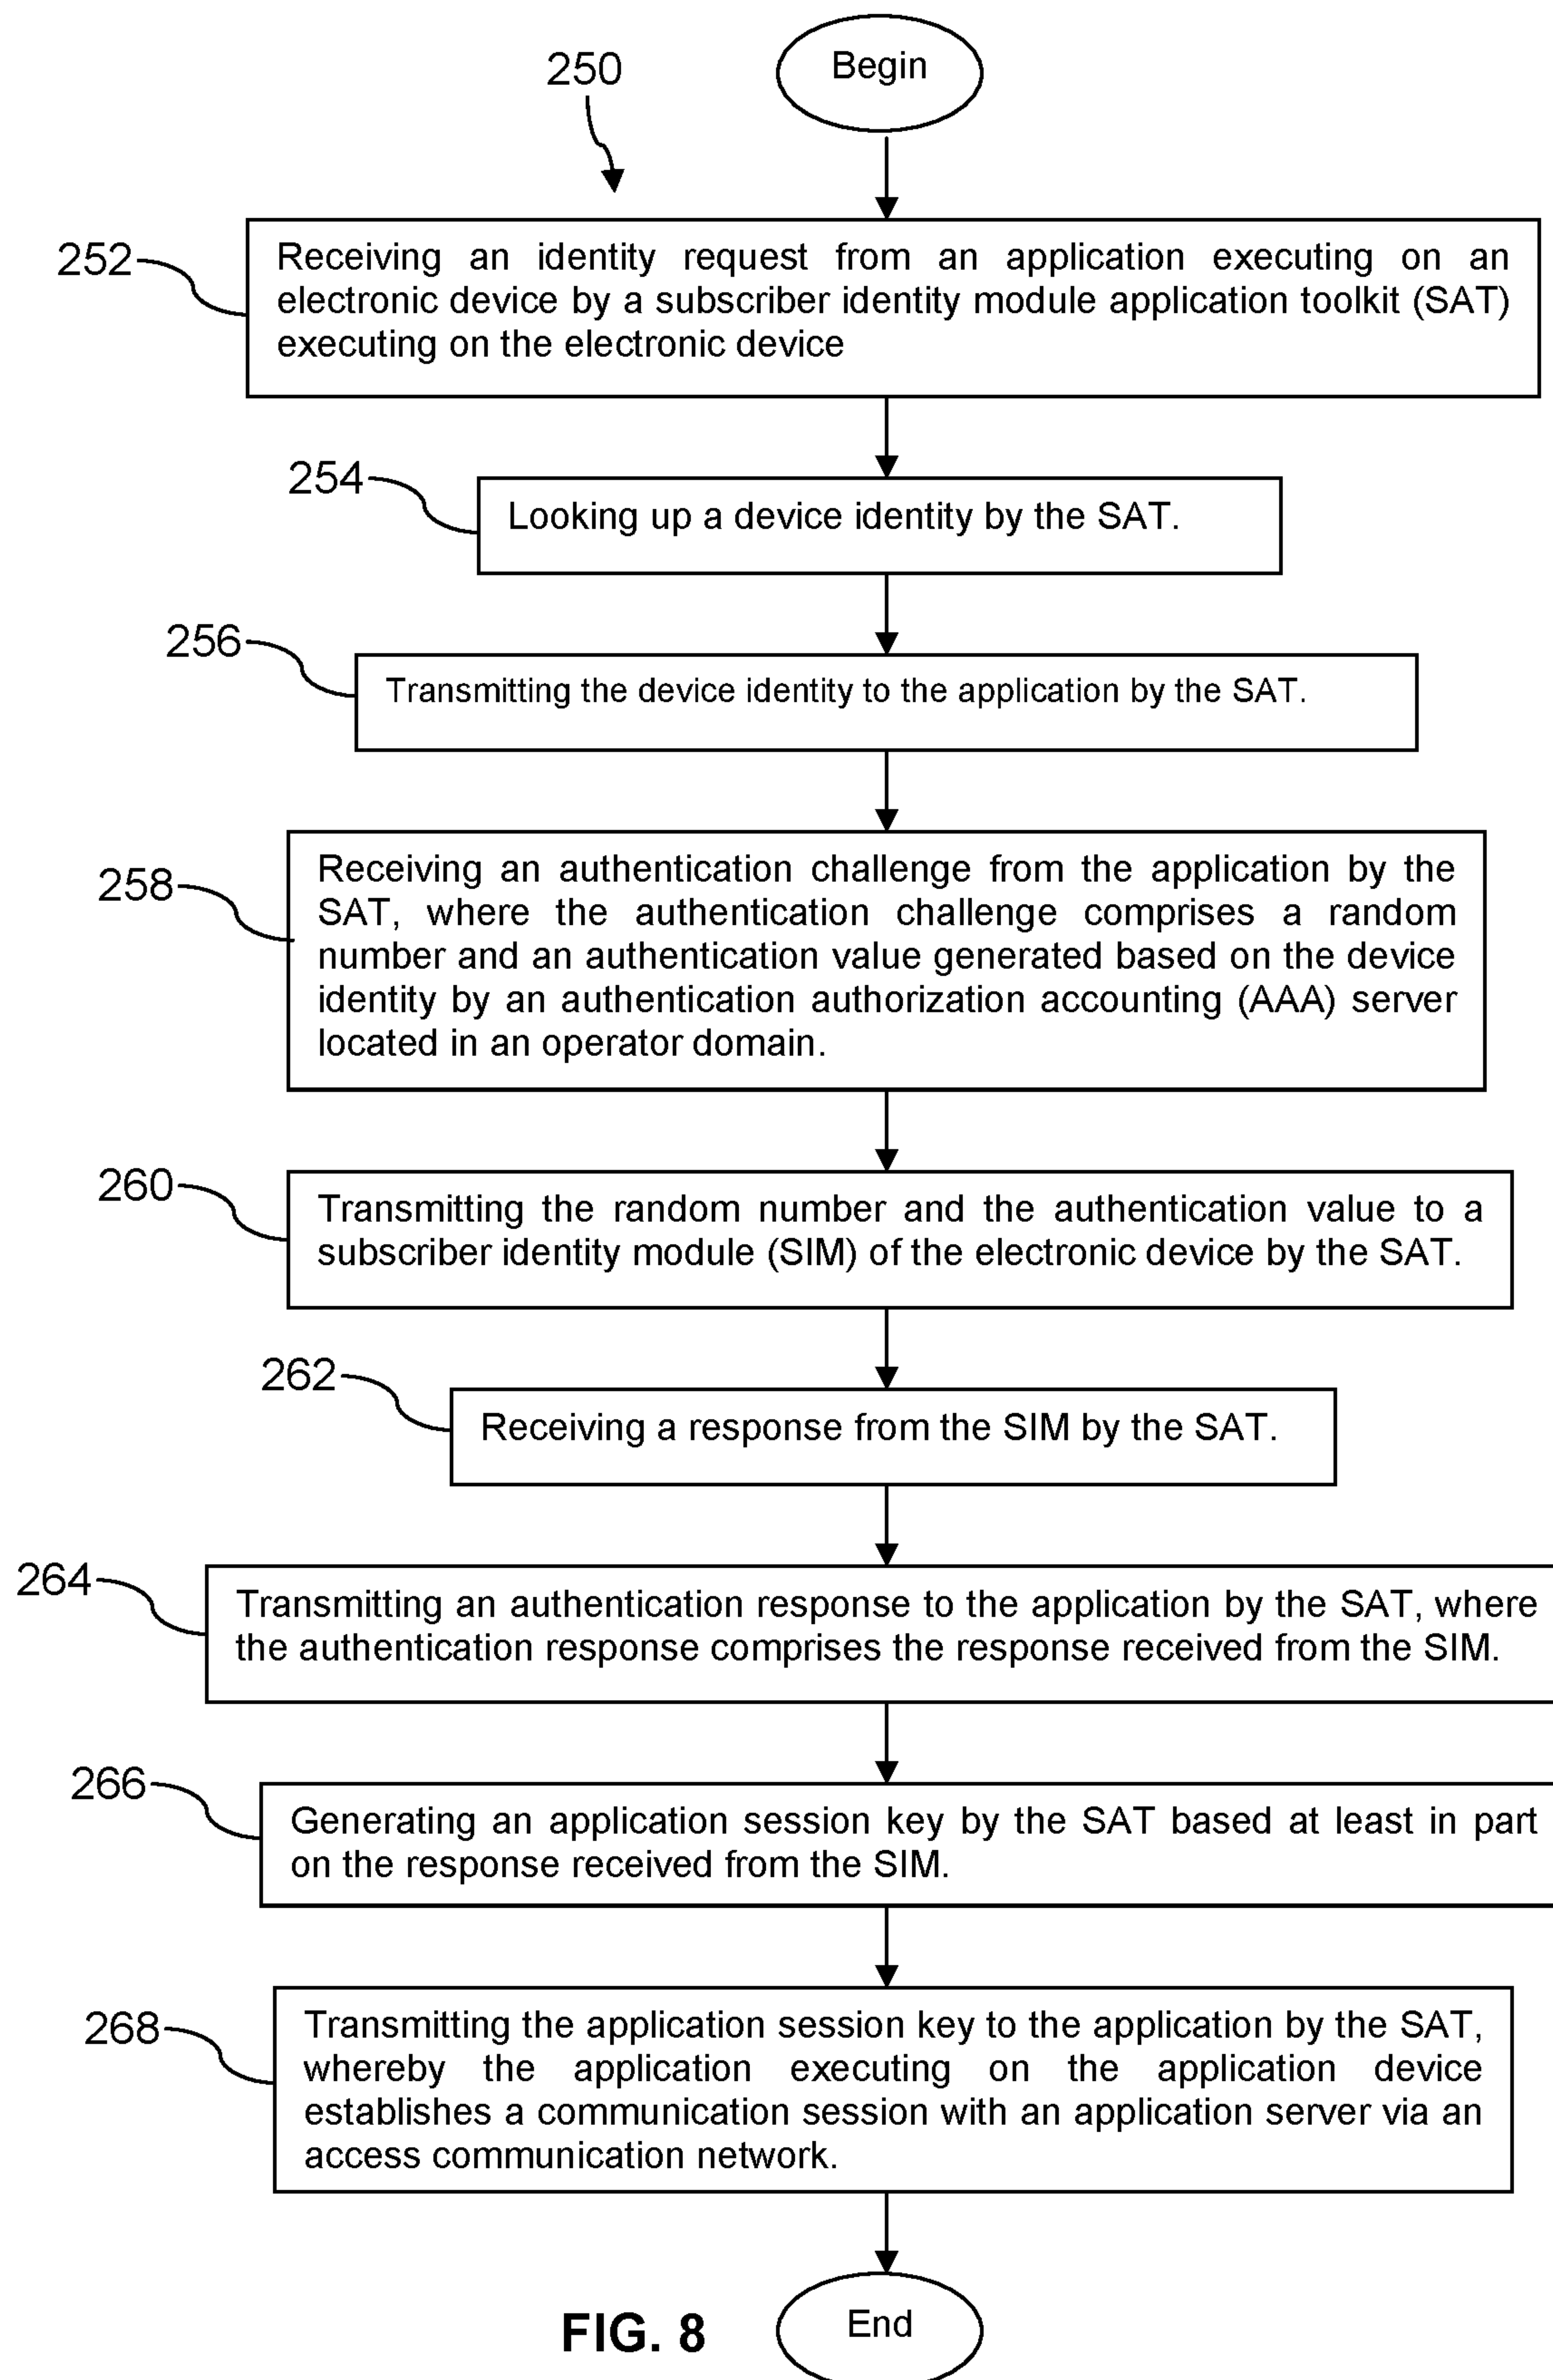 Begin
250
252
Receiving an identity request from an application executing on an
electronic device by a subscriber identity module application toolkit (SAT)
executing on the electronic device
254
Looking up a device identity by the SAT.
256
Transmitting the device identity to the application by the SAT.
258
Receiving an authentication challenge from the application by the
SAT, where the authentication challenge comprises a random
number and an authentication value generated based on the device
identity by an authentication authorization accounting (AAA) server
located in an operator domain.
260
Transmitting the random number and the authentication value to a
subscriber identity module (SIM) of the electronic device by the SAT.
262
Receiving a response from the SIM by the SAT.
264
Transmitting an authentication response to the application by the SAT, where
the authentication response comprises the response received from the SIM.
266
Generating an application session key by the SAT based at least in part
on the response received from the SIM.
268
Transmitting the application session key to the application by the SAT,
whereby the application executing on the application device
establishes a communication session with an application server via an
access communication network.
End
FIG. 8